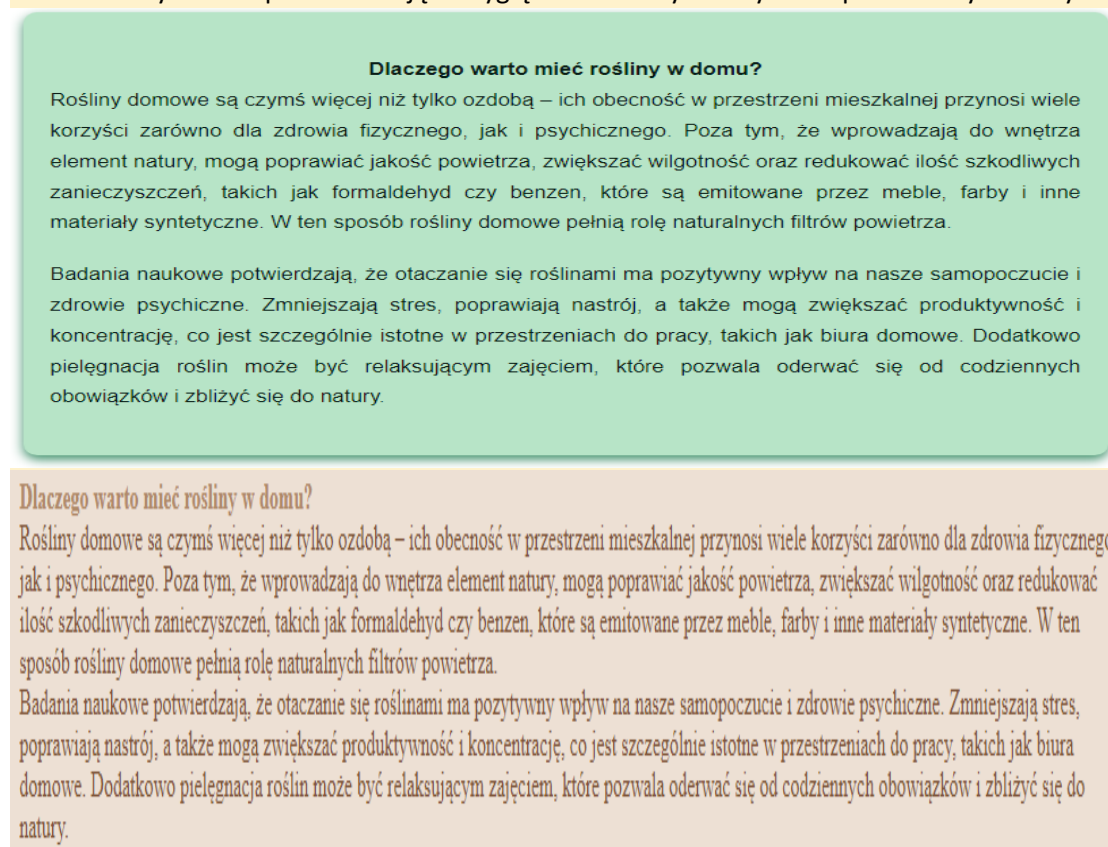 Dlaczego warto mieć rośliny w domu?
Rośliny domowe są czymś więcej niż tylko ozdobą – ich obecność w przestrzeni mieszkalnej przynosi wiele
korzyści zarówno dla zdrowia fizycznego, jak i psychicznego. Poza tym, że wprowadzają do wnętrza
element natury, mogą poprawiać jakość powietrza, zwiększać wilgotność oraz redukować ilość szkodliwych
zanieczyszczeń, takich jak formaldehyd czy benzen, które są emitowane przez meble, farby i inne
materiały syntetyczne. W ten sposób rośliny domowe pełnią rolę naturalnych filtrów powietrza.
Badania naukowe potwierdzają, że otaczanie się roślinami ma pozytywny wpływ na nasze samopoczucie i
zdrowie psychiczne. Zmniejszają stres, poprawiają nastrój, a także mogą zwiększać produktywność i
koncentrację, co jest szczególnie istotne w przestrzeniach do pracy, takich jak biura domowe. Dodatkowo
pielęgnacja roślin może być relaksującym zajęciem, które pozwala oderwać się od codziennych
obowiązków i zbliżyć się do natury.
Dlaczego warto mieć rośliny w domu?
Rośliny domowe są czymś więcej niż tylko ozdobą – ich obecność w przestrzeni mieszkalnej przynosi wiele korzyści zarówno dla zdrowia fizycznego
jak i psychicznego. Poza tym, że wprowadzają do wnętrza element natury, mogą poprawiać jakość powietrza, zwiększać wilgotność oraz redukować
ilość szkodliwych zanieczyszczeń, takich jak formaldehyd czy benzen, które są emitowane przez meble, farby i inne materiały syntetyczne. W ten
sposób rośliny domowe pełnią rolę naturalnych filtrów powietrza.
Badania naukowe potwierdzają, że otaczanie się roślinami ma pozytywny wpływ na nasze samopoczucie i zdrowie psychiczne. Zmniejszają stres,
poprawiają nastrój, a także mogą zwiększać produktywność i koncentrację, co jest szczególnie istotne w przestrzeniach do pracy, takich jak biura
domowe. Dodatkowo pielęgnacja roślin może być relaksującym zajęciem, które pozwala oderwać się od codziennych obowiązków i zbliżyć się do
natury.